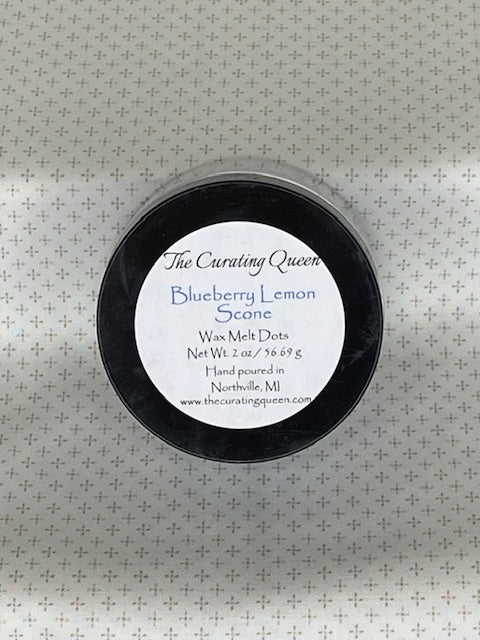 The Curating Queen
Blueberry Lemon
Scone
Wax Melt Dots
Net Wt. 2 oz / 56.69 g
Hand poured in
Northville, MI
www.thecuratingqueen.com